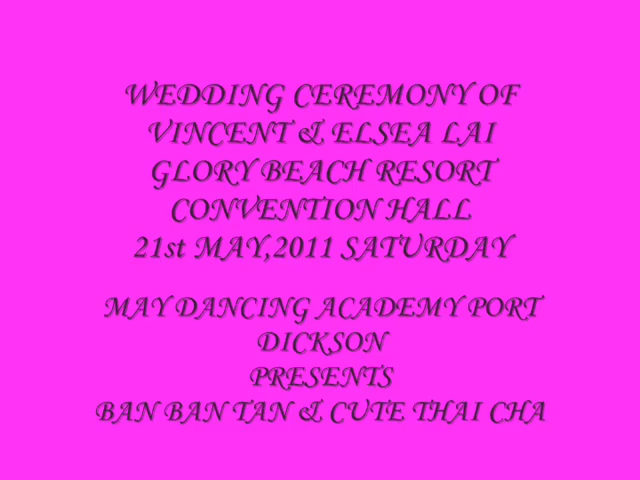 WEDDING CEREMONY OF
VINCENT & ELSEA LAI
GLORY BEACH RESORT
CONVENTION HALL
21st MAY,2011 SATURDAY
MAY DANCING ACADEMY PORT
DICKSON
PRESENTS
BAN BAN TAN & CUTE THAI CHA